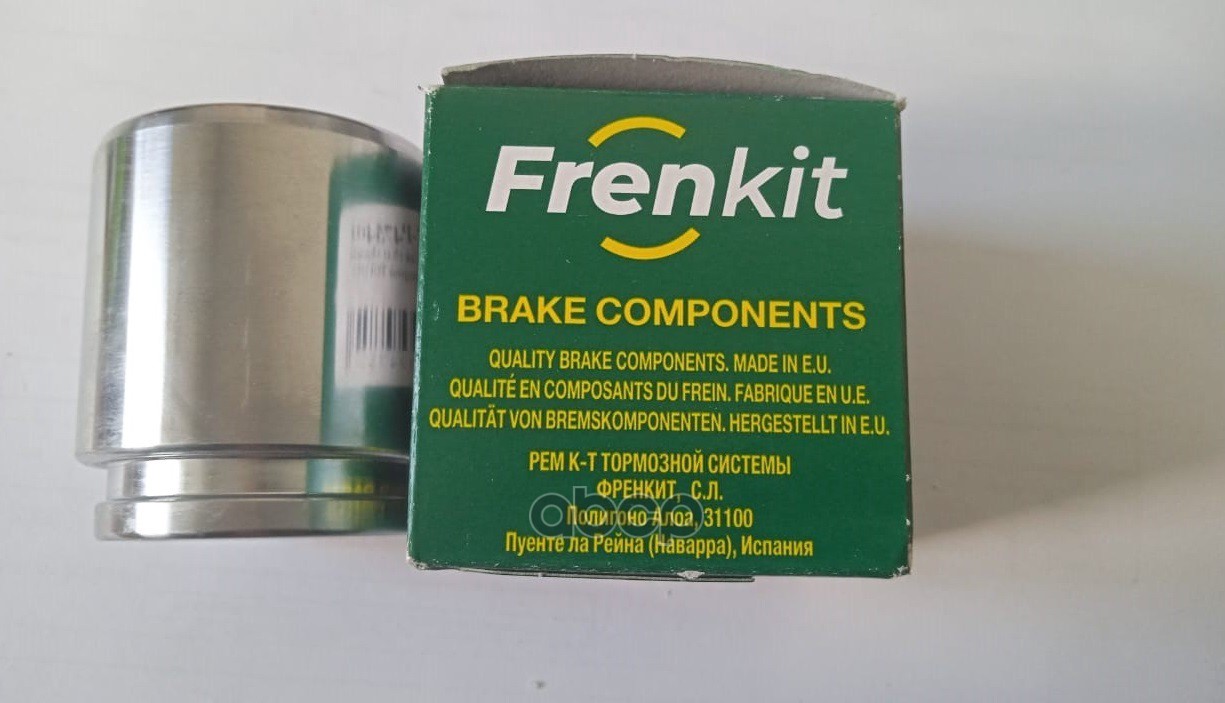 Frenkit
BRAKE COMPONENTS
QUALITY BRAKE COMPONENTS. MADE IN E.U.
QUALITÉ EN COMPOSANTS DU FREIN. FABRIQUE EN U.E.
QUALITÄT VON BREMSKOMPONENTEN. HERGESTELLT IN E.U.
РЕМ К-Т ТОРМОЗНОЙ СИСТЕМЫ
ФРЕНКИТ С.Л.
abcp
Полигоно Алоа, 31100
Пуенте ла Рейна (Наварра), Испания